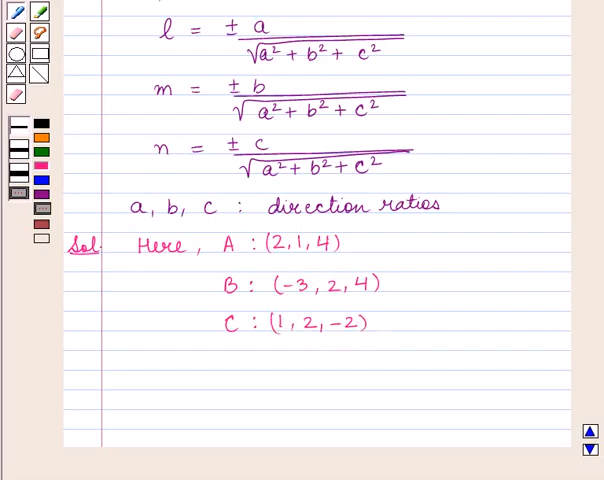 l = ± a / √a² + b² + c²
m = ± b / √a² + b² + c²
n = ± c / √a² + b² + c²
a, b, c : direction ratios
Sol. Here, A : (2, 1, 4)
B : (-3, 2, 4)
C : (1, 2, -2)